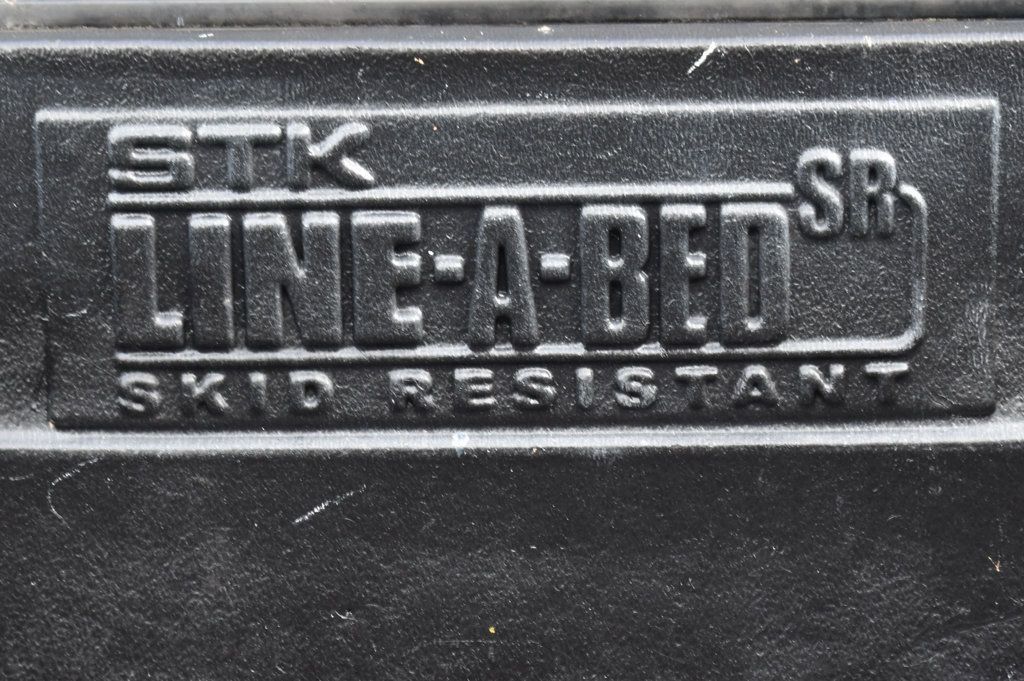 STK
LINE-A-BED SR
SKID RESISTANT